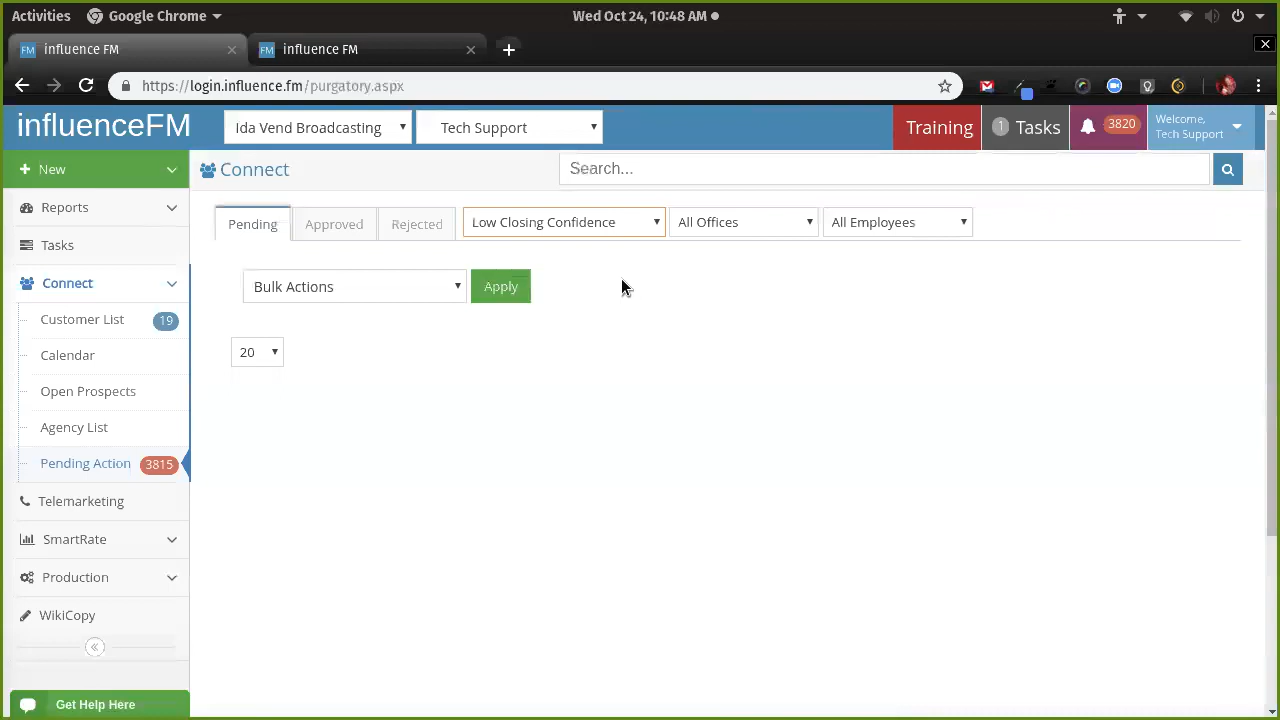 Activities
Google Chrome
Wed Oct 24, 10:48 AM
FM influence FM
FM influence FM
https://login.influence.fm/purgatory.aspx
influenceFM
Ida Vend Broadcasting
Tech Support
Training
1 Tasks
3820
Welcome,
Tech Support
New
Connect
Search...
Reports
Pending
Approved
Rejected
Low Closing Confidence
All Offices
All Employees
Tasks
Connect
Bulk Actions
Apply
Customer List 19
Calendar
20
Open Prospects
Agency List
Pending Action 3815
Telemarketing
SmartRate
Production
WikiCopy
Get Help Here